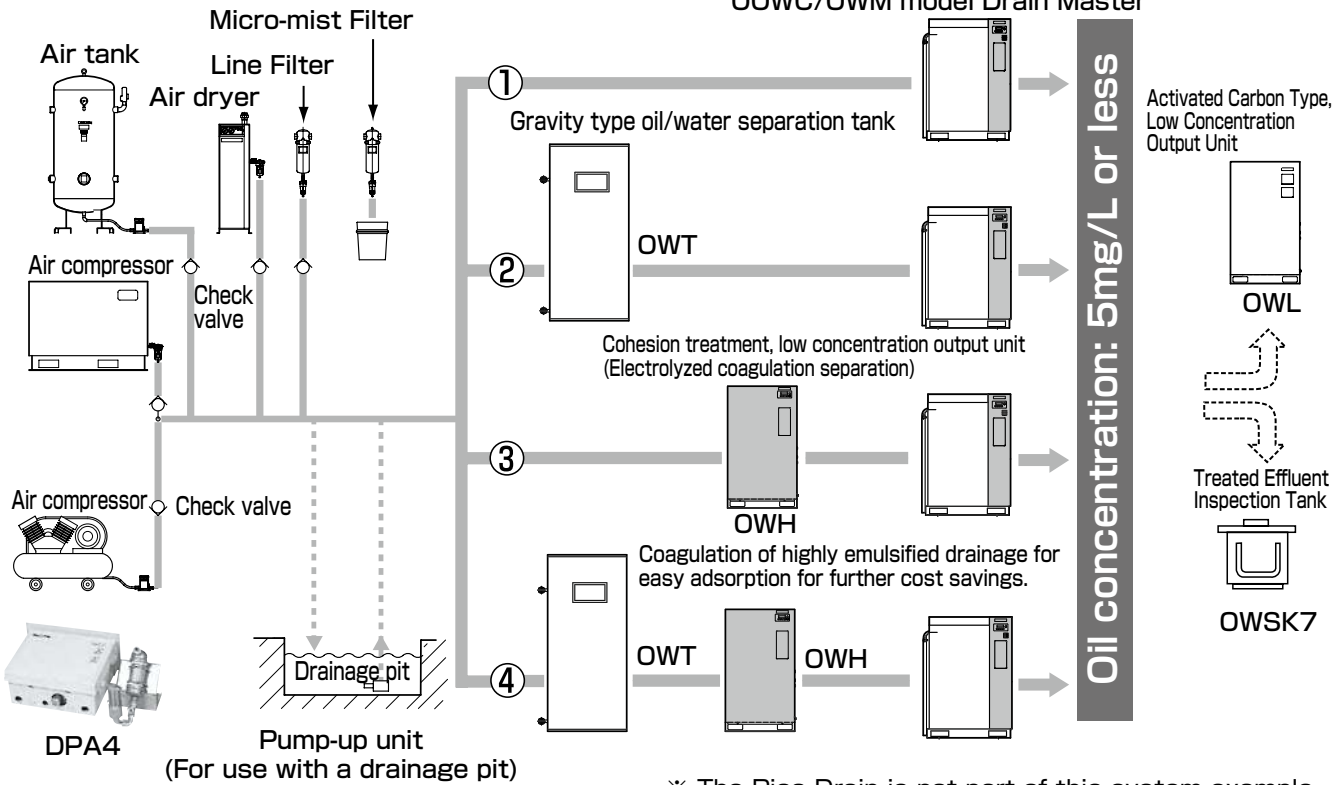 OOWC/OWM model Drain Master
Micro-mist Filter
Air tank
Line Filter
Air dryer
Air compressor
Check
valve
Air compressor
Check valve
DPA4
Drainage pit
Pump-up unit
(For use with a drainage pit)
①
Gravity type oil/water separation tank
②
OWT
Cohesion treatment, low concentration output unit
(Electrolyzed coagulation separation)
③
OWH
Coagulation of highly emulsified drainage for
easy adsorption for further cost savings.
④
OWT
OWH
Oil concentration: 5mg/L or less
Activated Carbon Type,
Low Concentration
Output Unit
OWL
Treated Effluent
Inspection Tank
OWSK7
※ The Pico Drain is not part of this system example